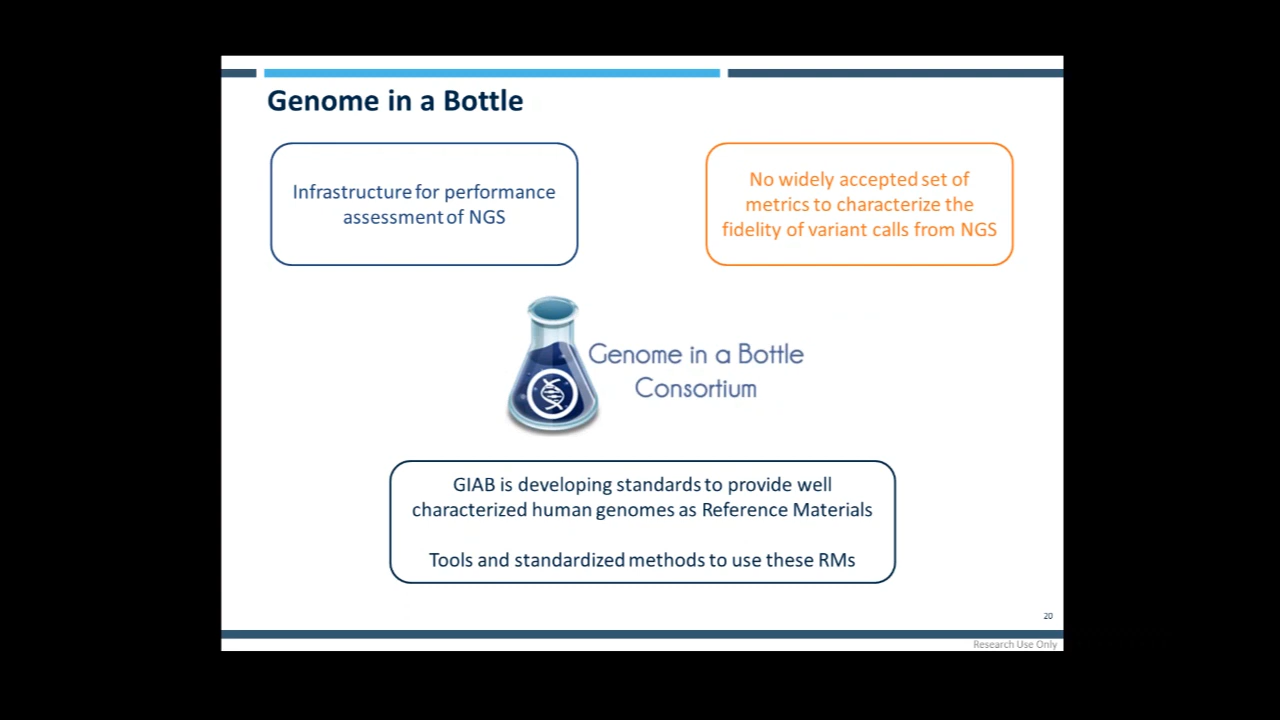 Genome in a Bottle
Infrastructure for performance
assessment of NGS
No widely accepted set of
metrics to characterize the
fidelity of variant calls from NGS
Genome in a Bottle
Consortium
GIAB is developing standards to provide well
characterized human genomes as Reference Materials
Tools and standardized methods to use these RMs
20
Research Use Only